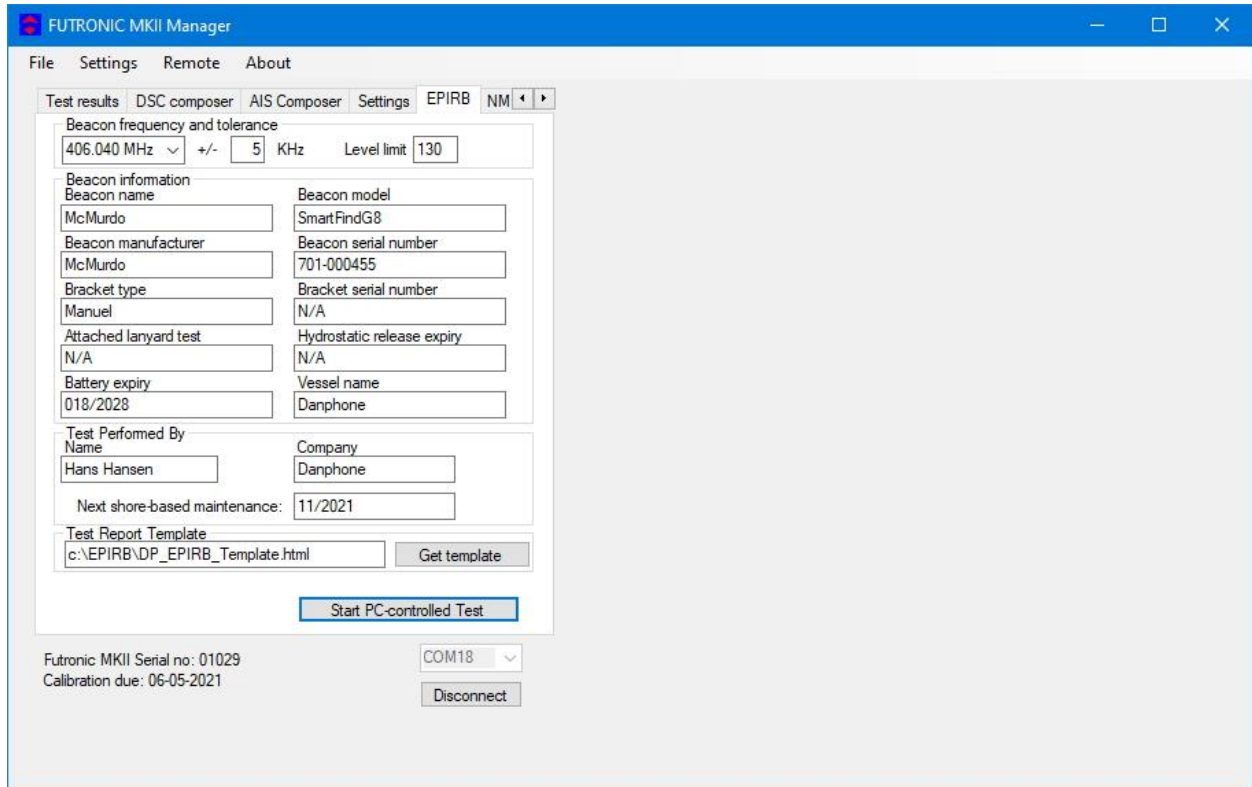 FUTRONIC MKII Manager
File Settings Remote About
Test results DSC composer AIS Composer Settings EPIRB NM
Beacon frequency and tolerance
406.040 MHz +/- 5 KHz Level limit 130
Beacon information
Beacon name Beacon model
McMurdo SmartFindG8
Beacon manufacturer Beacon serial number
McMurdo 701-000455
Bracket type Bracket serial number
Manuel N/A
Attached lanyard test Hydrostatic release expiry
N/A N/A
Battery expiry Vessel name
018/2028 Danphone
Test Performed By
Name Company
Hans Hansen Danphone
Next shore-based maintenance: 11/2021
Test Report Template
c:\EPIRB\DP_EPIRB_Template.html Get template
Start PC-controlled Test
Futronic MKII Serial no: 01029 COM18
Calibration due: 06-05-2021
Disconnect